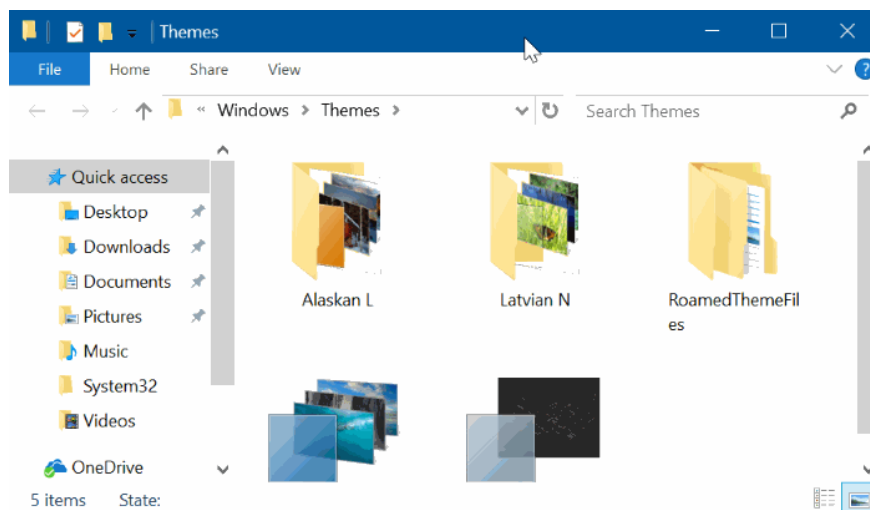 Themes
File Home Share View
« Windows > Themes >
Search Themes
Quick access
Desktop
Downloads
Documents
Pictures
Music
System32
Videos
OneDrive
Alaskan L
Latvian N
RoamedThemeFil
es
5 items State: